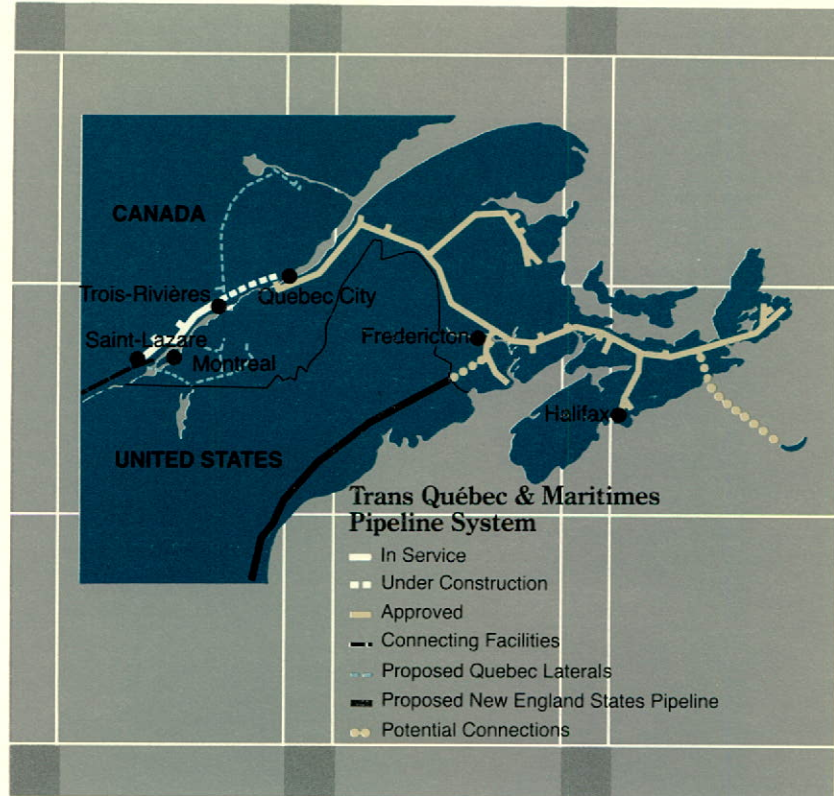 CANADA
Trois-Rivières
Quebec City
Saint-Lazare
Montreal
Fredericton
Halifax
UNITED STATES
Trans Québec & Maritimes
Pipeline System
In Service
Under Construction
Approved
Connecting Facilities
Proposed Quebec Laterals
Proposed New England States Pipeline
Potential Connections